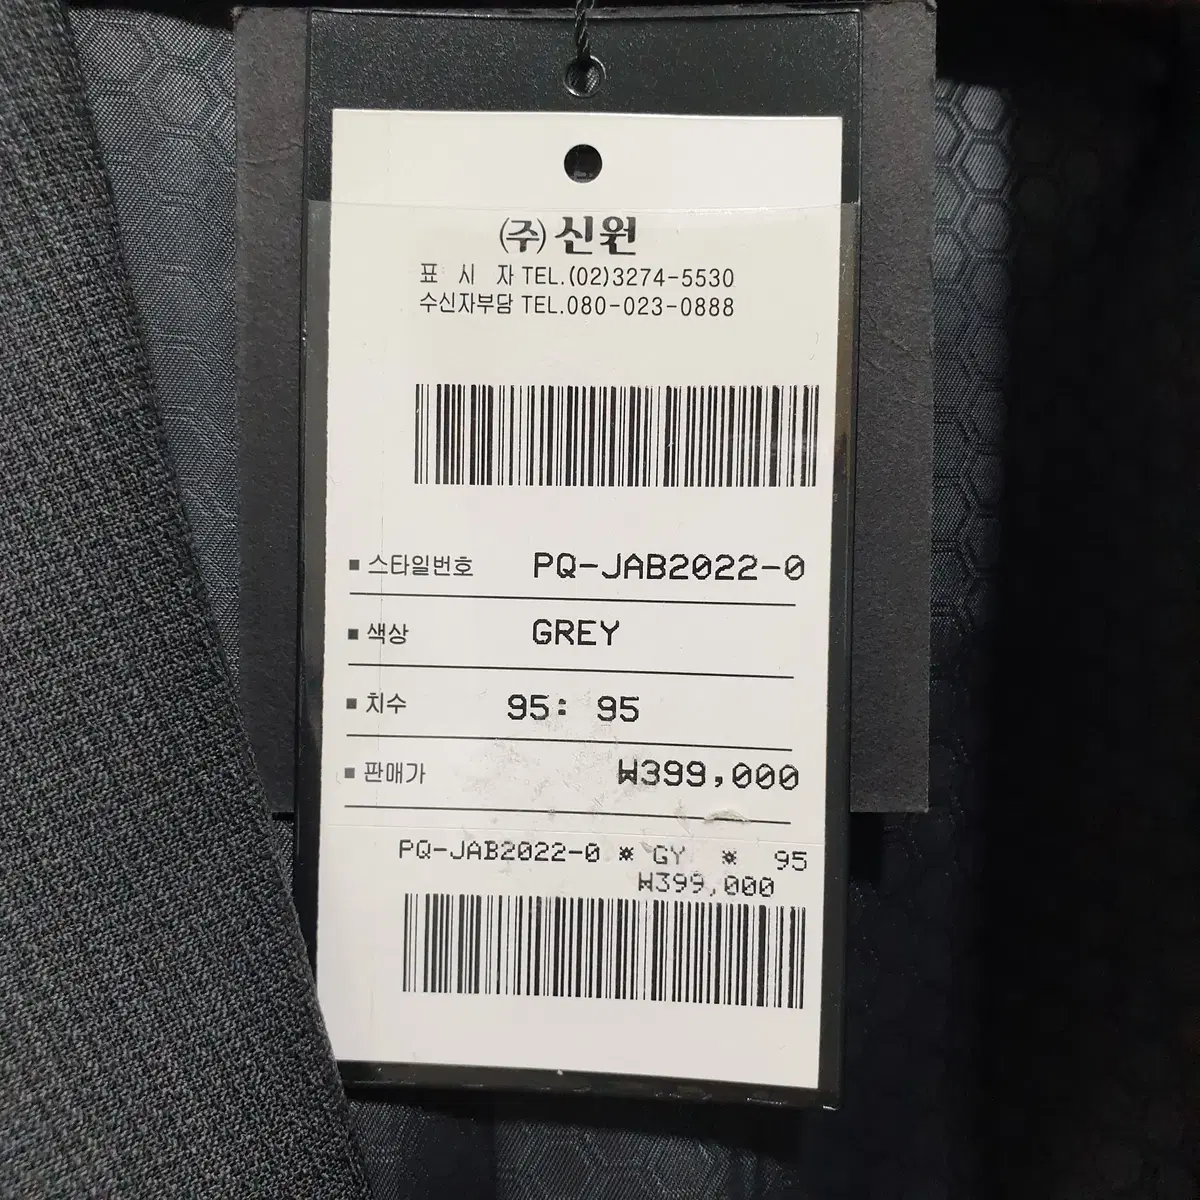 (주)신원
표 시 자 TEL.(02)3274-5530
수신자부담 TEL.080-023-0888
■ 스타일번호 PQ-JAB2022-0
■ 색상 GREY
■ 치수 95: 95
■ 판매가 ₩399,000
PQ-JAB2022-0 ※ GY ※ 95
₩399,000